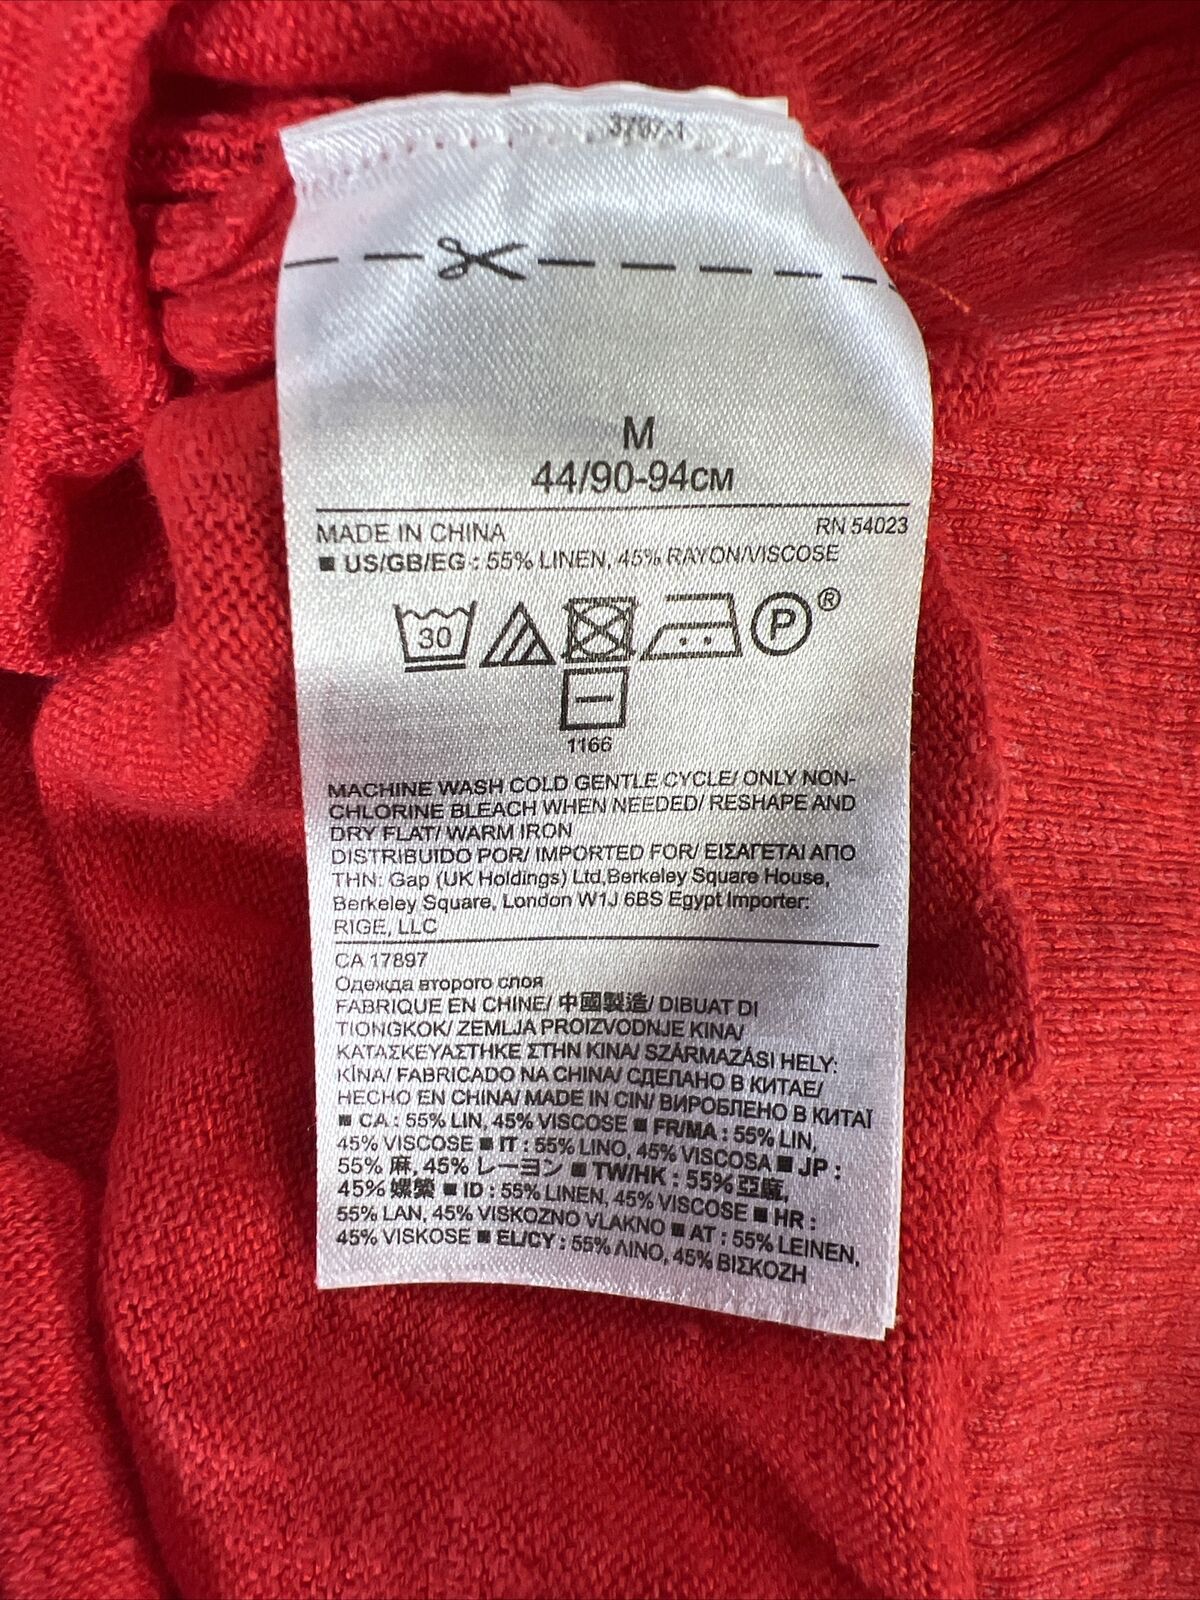 3707-1
M
44/90-94CM
MADE IN CHINA RN 54023
■ US/GB/EG : 55% LINEN, 45% RAYON/VISCOSE
30 P ®
1166
MACHINE WASH COLD GENTLE CYCLE/ ONLY NON-
CHLORINE BLEACH WHEN NEEDED/ RESHAPE AND
DRY FLAT/ WARM IRON
DISTRIBUIDO POR/ IMPORTED FOR/ ΕΙΣΑΓΕΤΑΙ ΑΠΟ
ΤΗΝ: Gap (UK Holdings) Ltd,Berkeley Square House,
Berkeley Square, London W1J 6BS Egypt Importer:
RIGE, LLC
CA 17897
Одежда второго слоя
FABRIQUE EN CHINE/ 中國製造/ DIBUAT DI
TIONGKOK/ ZEMLJA PROIZVODNJE KINA/
ΚΑΤΑΣΚΕΥΑΣΤΗΚΕ ΣΤΗΝ ΚΙΝΑ/ SZÁRMAZÁSI HELY:
KÍNA/ FABRICADO NA CHINA/ СДЕЛАНО В КИТАЕ/
HECHO EN CHINA/ MADE IN CIN/ ВИРОБЛЕНО В КИТАЇ
■ CA : 55% LIN, 45% VISCOSE ■ FR/MA : 55% LIN,
45% VISCOSE ■ IT : 55% LINO, 45% VISCOSA ■ JP :
55% 麻, 45% レーヨン ■ TW/HK : 55% 亞麻,
45% 嫘縈 ■ ID : 55% LINEN, 45% VISCOSE ■ HR :
55% LAN, 45% VISKOZNO VLAKNO ■ AT : 55% LEINEN,
45% VISKOSE ■ EL/CY : 55% ΛΙΝΟ, 45% ΒΙΣΚΟΖΗ